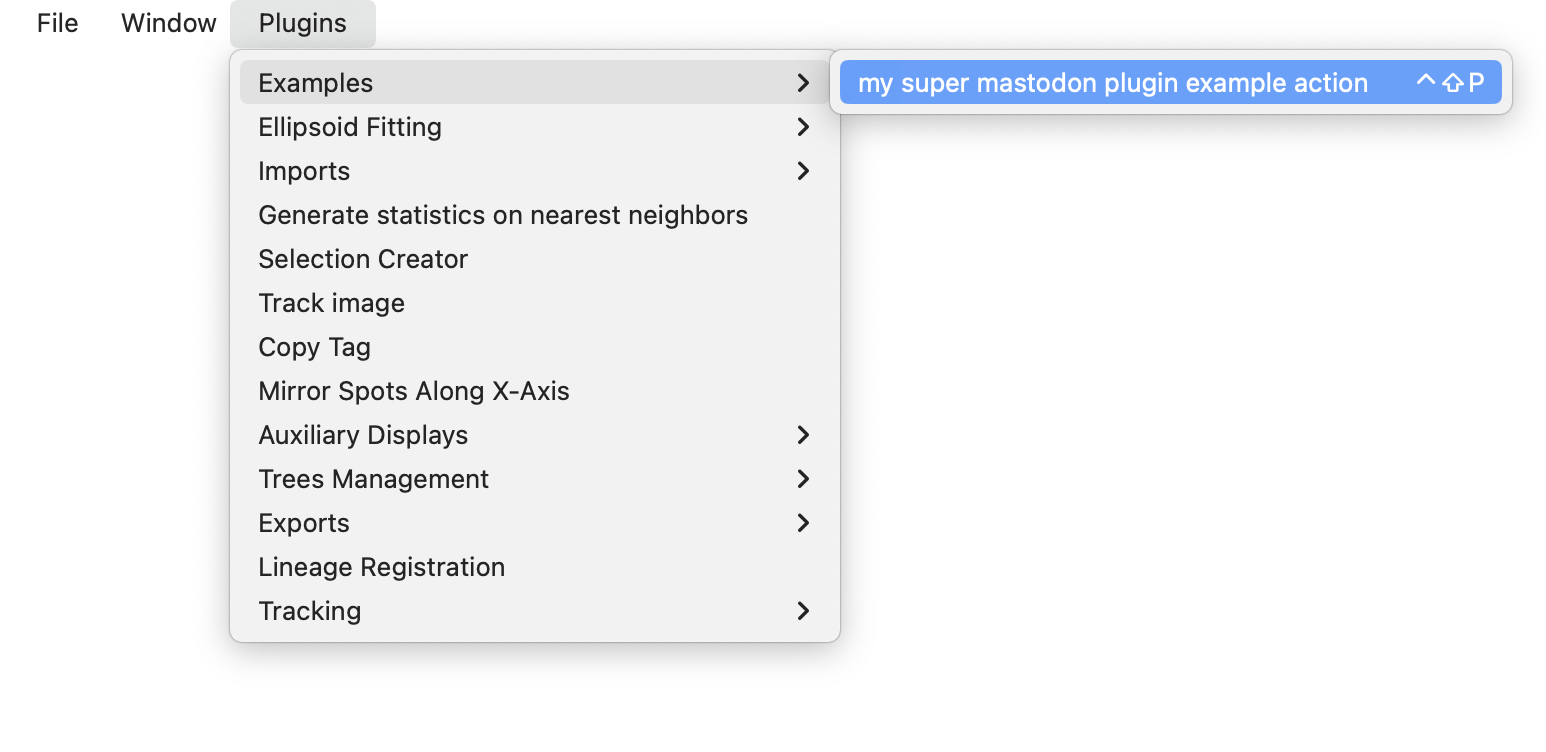 File Window Plugins
Examples my super mastodon plugin example action ^⇧P
Ellipsoid Fitting
Imports
Generate statistics on nearest neighbors
Selection Creator
Track image
Copy Tag
Mirror Spots Along X-Axis
Auxiliary Displays
Trees Management
Exports
Lineage Registration
Tracking